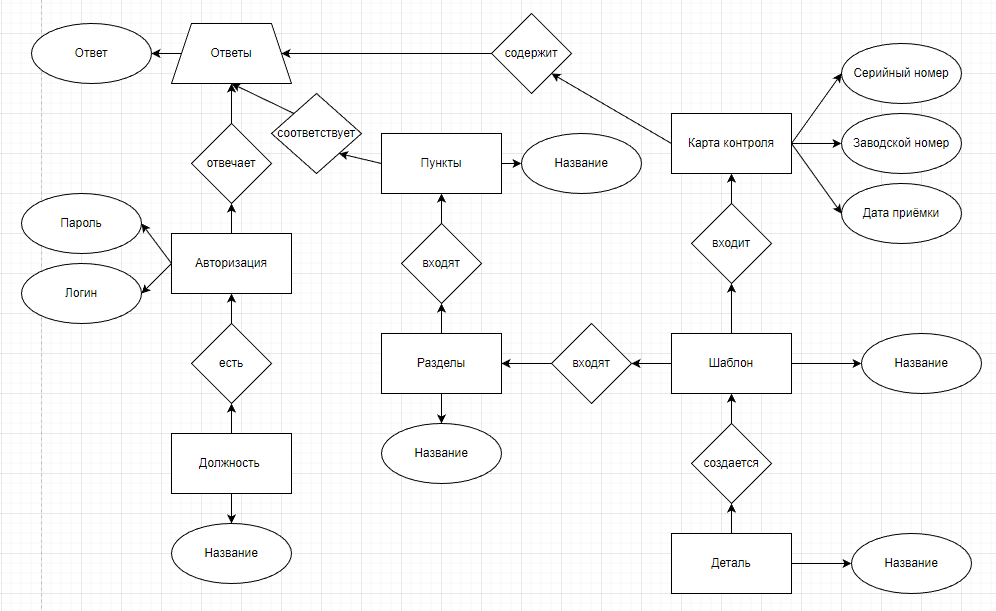 Ответ
Ответы
содержит
Серийный номер
соответствует
отвечает
Пункты
Название
Карта контроля
Заводской номер
Дата приёмки
Пароль
Авторизация
Логин
входят
входит
есть
Разделы
входят
Шаблон
Название
Должность
Название
создается
Название
Деталь
Название